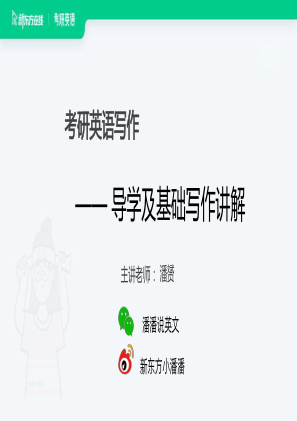 新东方在线 考研英语
考研英语写作
—— 导学及基础写作讲解
主讲老师：潘赟
潘潘说英文
新东方小潘潘